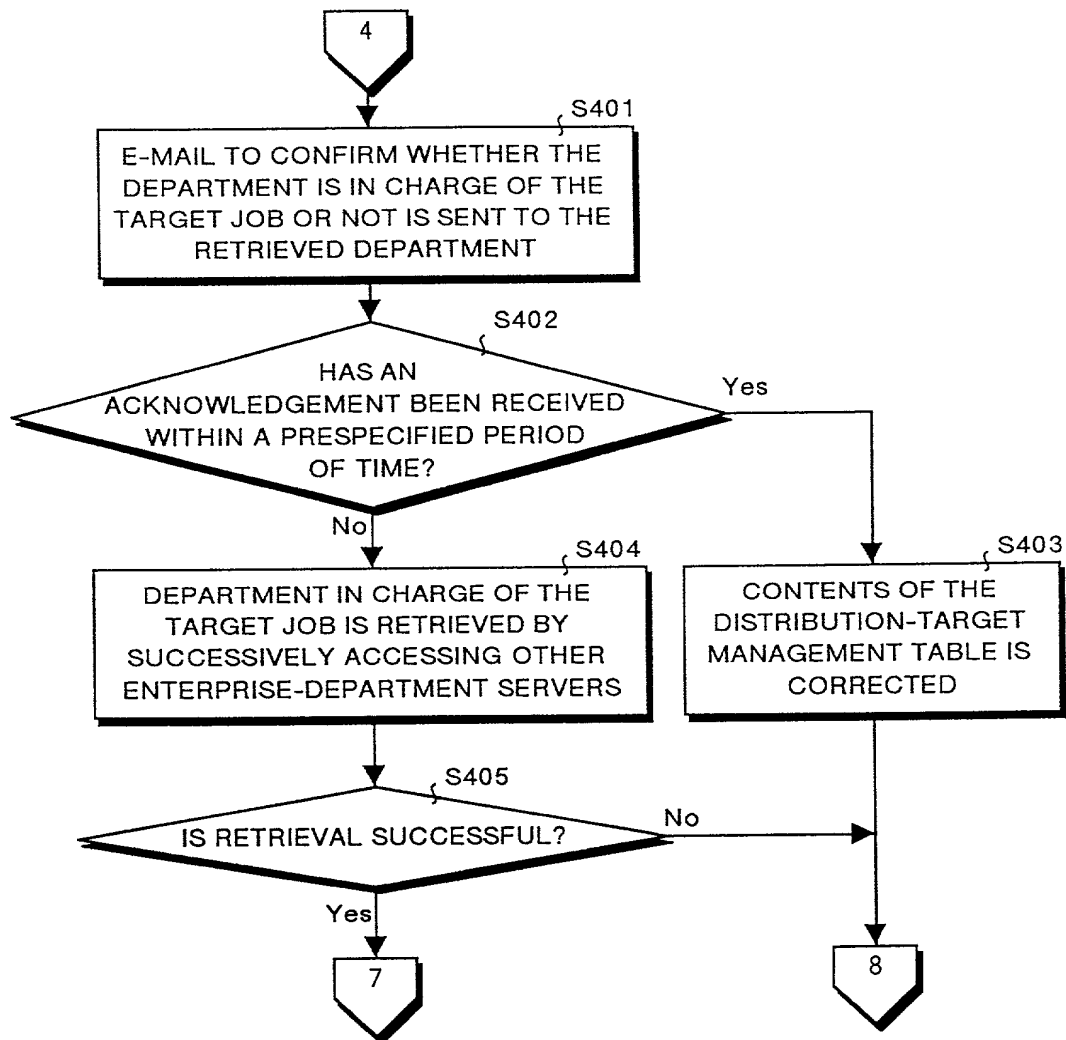 4
S401
E-MAIL TO CONFIRM WHETHER THE
DEPARTMENT IS IN CHARGE OF THE
TARGET JOB OR NOT IS SENT TO THE
RETRIEVED DEPARTMENT
S402
HAS AN
ACKNOWLEDGEMENT BEEN RECEIVED
WITHIN A PRESPECIFIED PERIOD
OF TIME?
Yes
No
S404
DEPARTMENT IN CHARGE OF THE
TARGET JOB IS RETRIEVED BY
SUCCESSIVELY ACCESSING OTHER
ENTERPRISE-DEPARTMENT SERVERS
S403
CONTENTS OF THE
DISTRIBUTION-TARGET
MANAGEMENT TABLE IS
CORRECTED
S405
IS RETRIEVAL SUCCESSFUL?
No
Yes
7
8